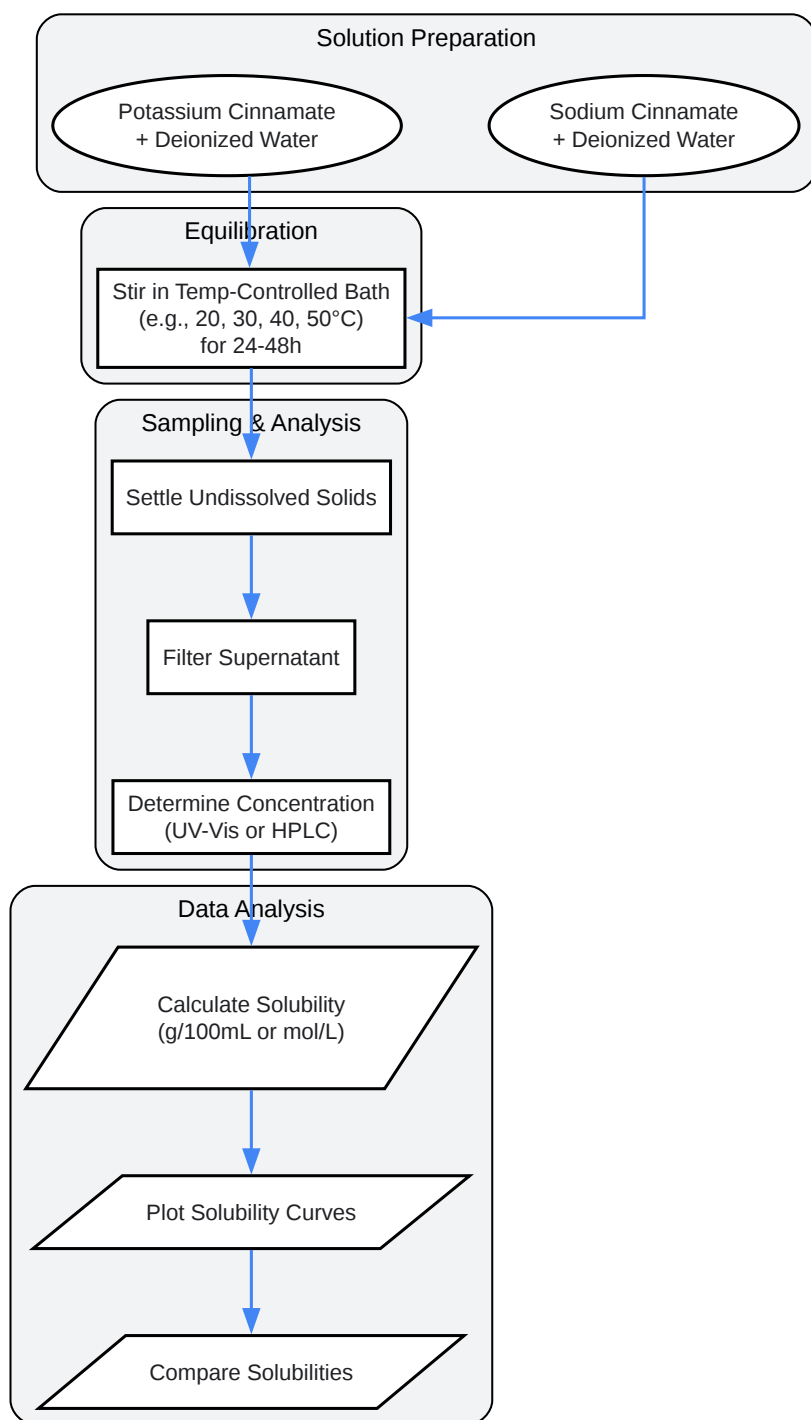 Solution Preparation
Potassium Cinnamate
+ Deionized Water
Sodium Cinnamate
+ Deionized Water
Equilibration
Stir in Temp-Controlled Bath
(e.g., 20, 30, 40, 50°C)
for 24-48h
Sampling & Analysis
Settle Undissolved Solids
Filter Supernatant
Determine Concentration
(UV-Vis or HPLC)
Data Analysis
Calculate Solubility
(g/100mL or mol/L)
Plot Solubility Curves
Compare Solubilities